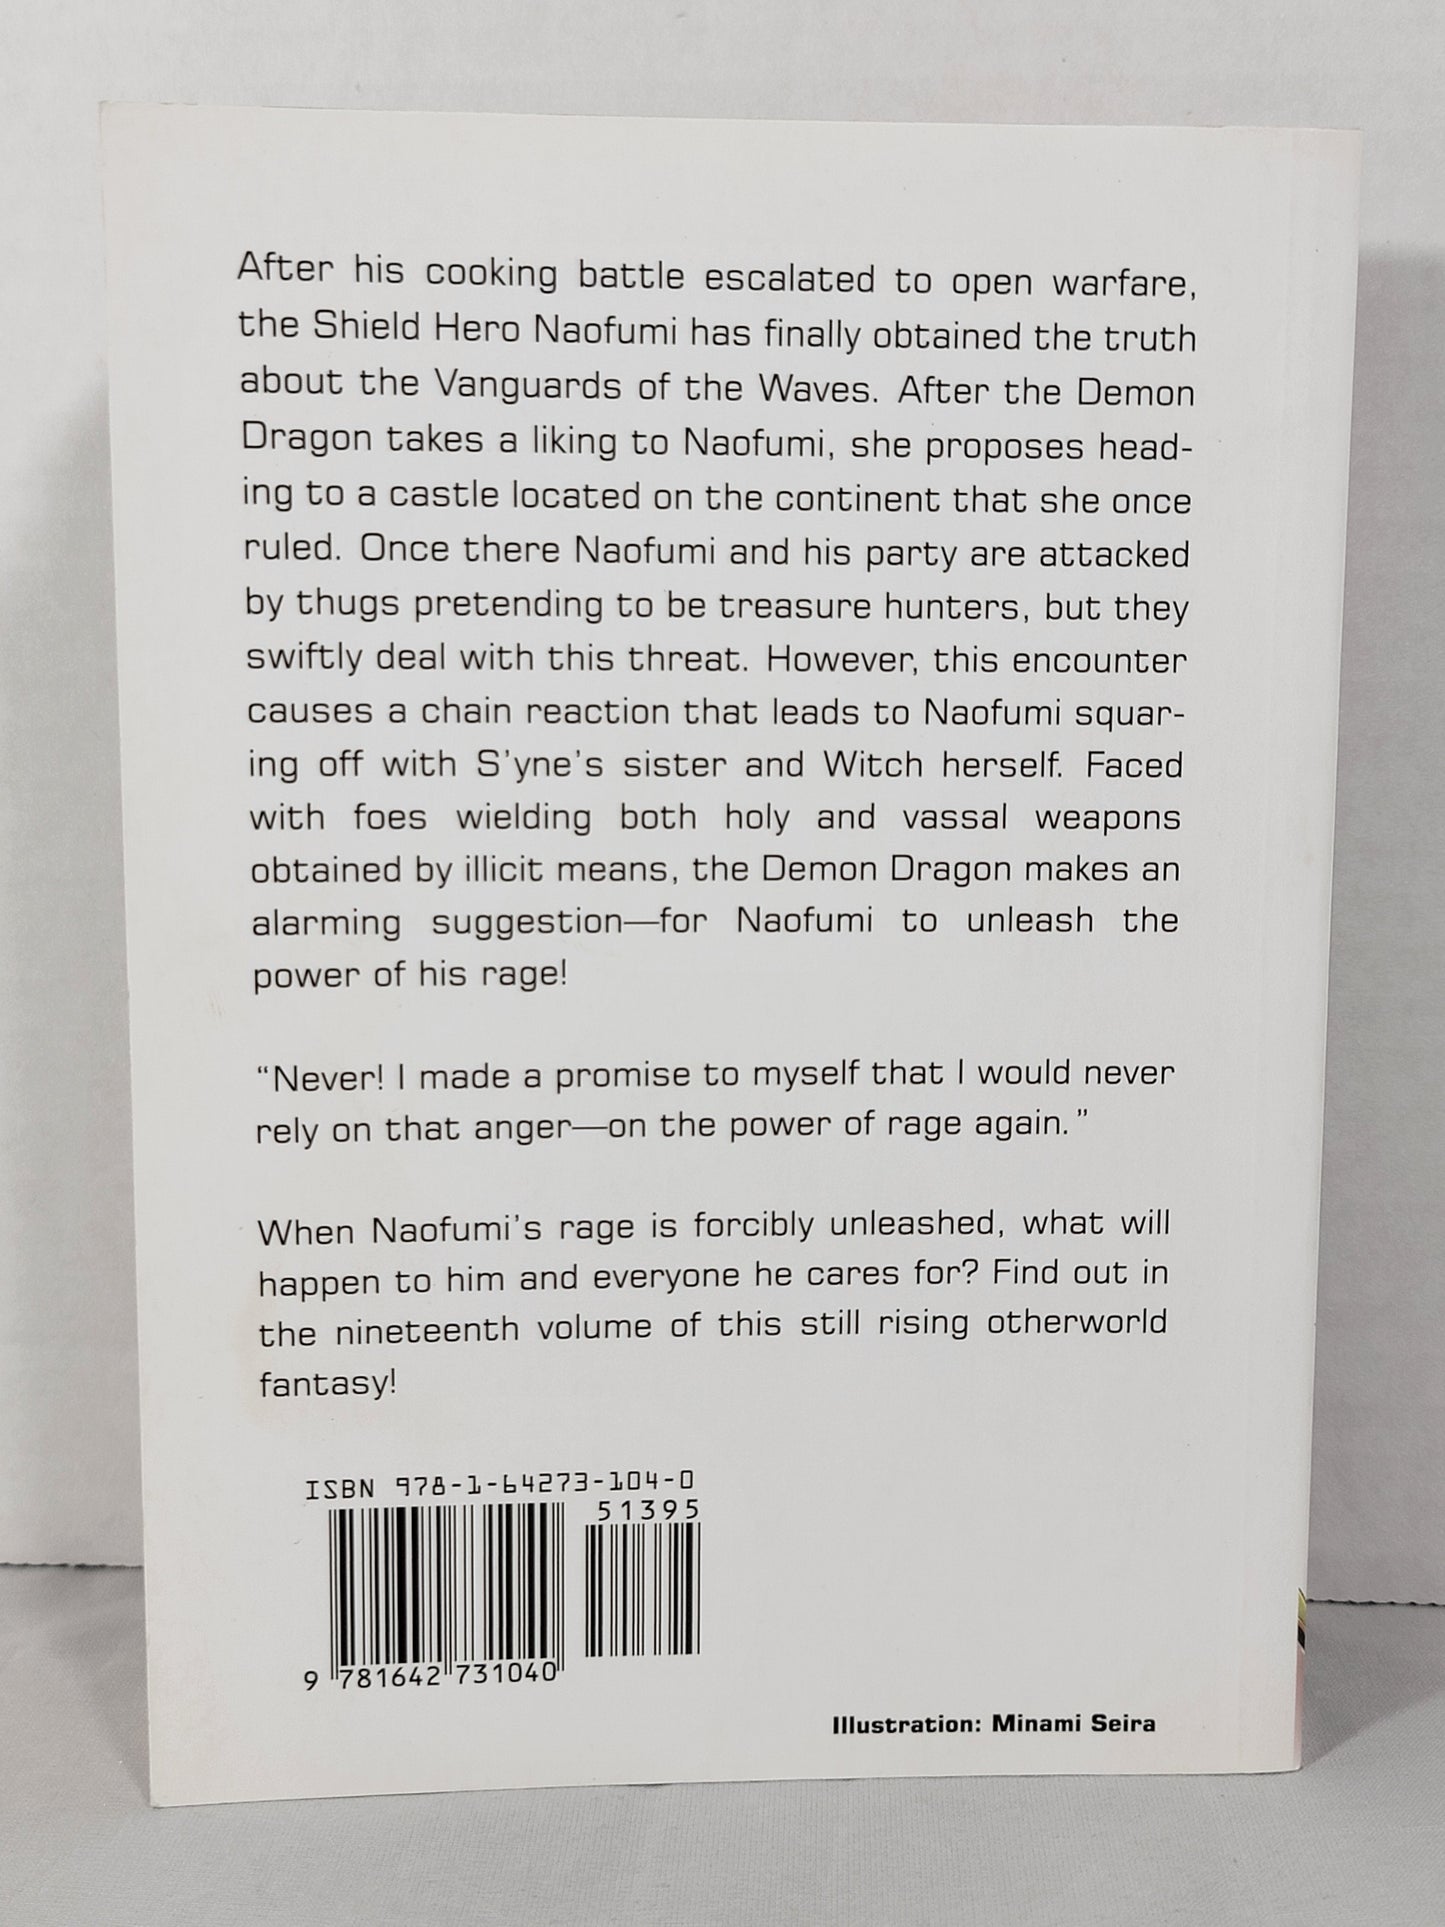 After his cooking battle escalated to open warfare,
the Shield Hero Naofumi has finally obtained the truth
about the Vanguards of the Waves. After the Demon
Dragon takes a liking to Naofumi, she proposes head-
ing to a castle located on the continent that she once
ruled. Once there Naofumi and his party are attacked
by thugs pretending to be treasure hunters, but they
swiftly deal with this threat. However, this encounter
causes a chain reaction that leads to Naofumi squar-
ing off with S'yne's sister and Witch herself. Faced
with foes wielding both holy and vassal weapons
obtained by illicit means, the Demon Dragon makes an
alarming suggestion—for Naofumi to unleash the
power of his rage!
“Never! I made a promise to myself that I would never
rely on that anger—on the power of rage again.”
When Naofumi's rage is forcibly unleashed, what will
happen to him and everyone he cares for? Find out in
the nineteenth volume of this still rising otherworld
fantasy!
ISBN 978-1-64273-104-0
51395
9 781642 731040
Illustration: Minami Seira